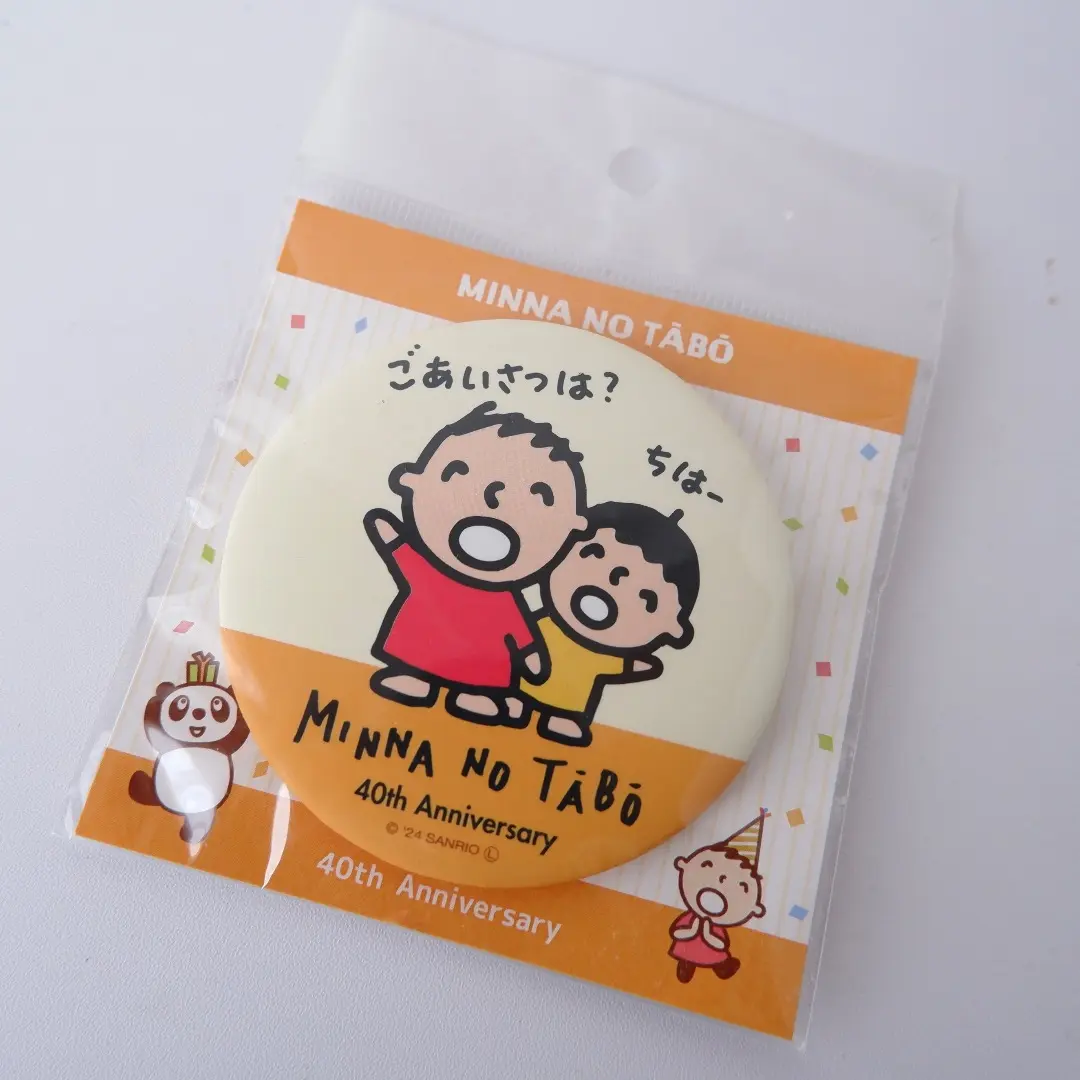 MINNA NO TĀBŌ
ごあいさつは?
ちはー
MINNA NO TĀBŌ
40th Anniversary
© '24 SANRIO Ⓛ
40th Anniversary